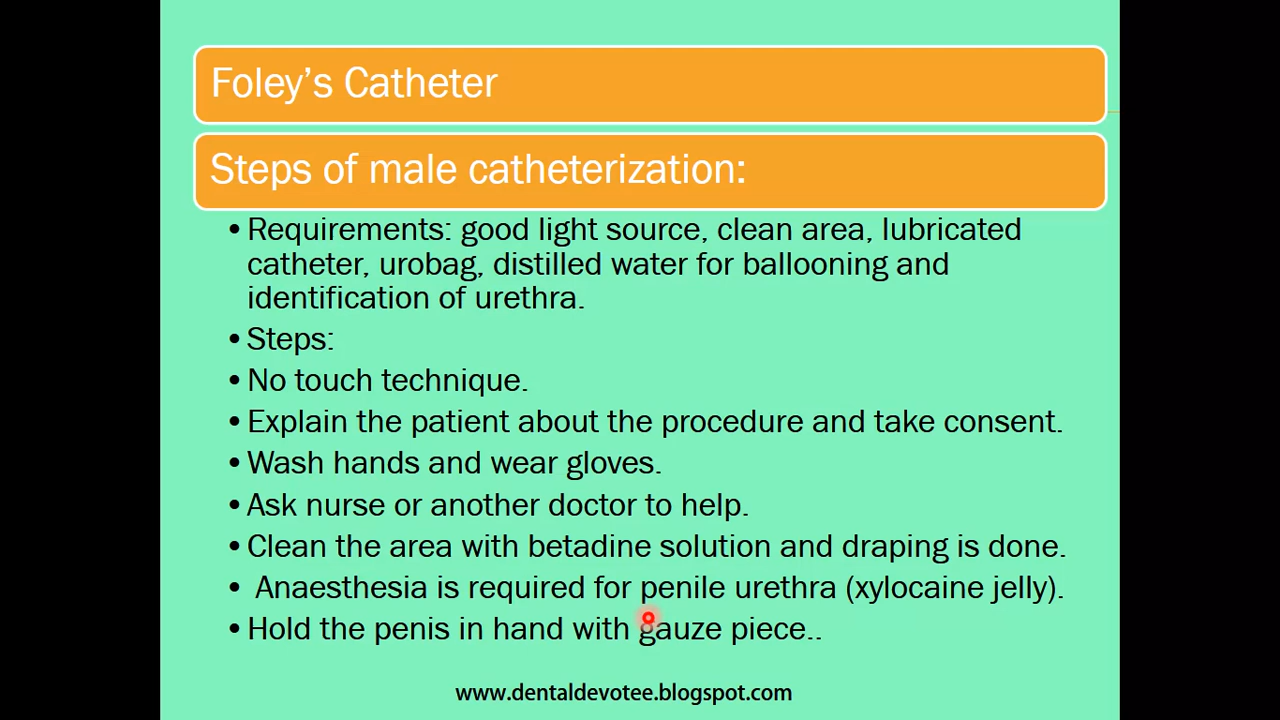 Foley’s Catheter
Steps of male catheterization:
• Requirements: good light source, clean area, lubricated
catheter, urobag, distilled water for ballooning and
identification of urethra.
• Steps:
• No touch technique.
• Explain the patient about the procedure and take consent.
• Wash hands and wear gloves.
• Ask nurse or another doctor to help.
• Clean the area with betadine solution and draping is done.
• Anaesthesia is required for penile urethra (xylocaine jelly).
• Hold the penis in hand with gauze piece..
www.dentaldevotee.blogspot.com